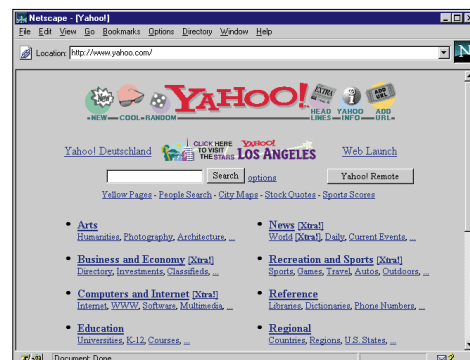 Netscape - [Yahoo!]
File Edit View Go Bookmarks Options Directory Window Help
Location: http://www.yahoo.com/
N
New EXTRA i ADD URL
YAHOO!
NEW COOL RANDOM HEAD LINES YAHOO INFO ADD URL
Yahoo! Deutschland CLICK HERE TO VISIT THE STARS YAHOO! LOS ANGELES Web Launch
Search options Yahoo! Remote
Yellow Pages - People Search - City Maps - Stock Quotes - Sports Scores
• Arts
Humanities, Photography, Architecture, ...
• News [Xtra!]
World [Xtra!], Daily, Current Events, ...
• Business and Economy [Xtra!]
Directory, Investments, Classifieds, ...
• Recreation and Sports [Xtra!]
Sports, Games, Travel, Autos, Outdoors, ...
• Computers and Internet [Xtra!]
Internet, WWW, Software, Multimedia, ...
• Reference
Libraries, Dictionaries, Phone Numbers, ...
• Education
Universities, K-12, Courses, ...
• Regional
Countries, Regions, U.S. States, ...
Document: Done